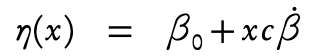 η(x) = β₀ + xcβ̇